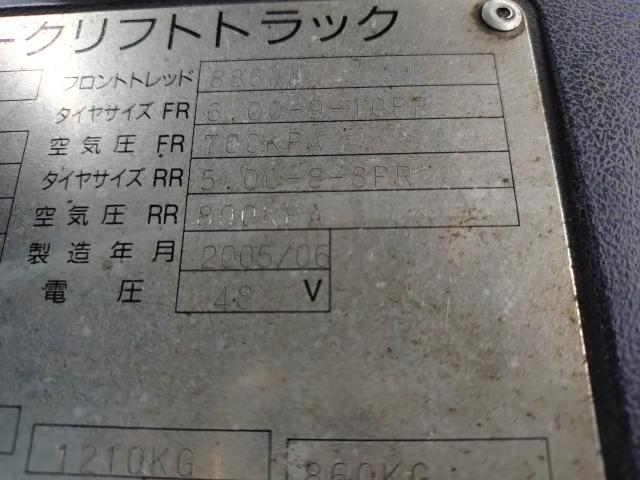 ークリフトトラック
フロントトレッド 885MM
タイヤサイズ FR 6.00-9-10PR
空気圧 FR 700KPA
タイヤサイズ RR 5.00-8-8PR
空気圧 RR 800KPA
製造年月 2005/06
電圧 48 V
1210KG 860KG